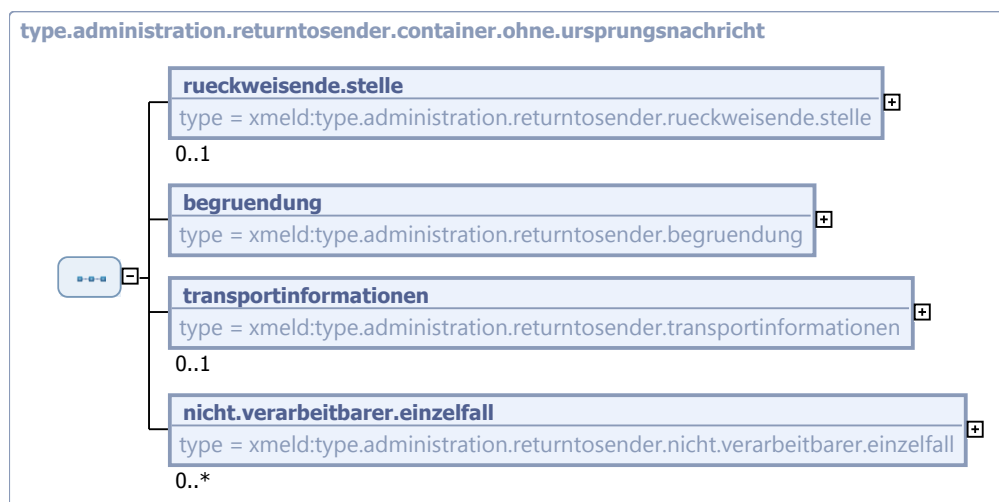 type.administration.returntosender.container.ohne.ursprungsnachricht
rueckweisende.stelle
type = xmeld:type.administration.returntosender.rueckweisende.stelle
0..1
begruendung
type = xmeld:type.administration.returntosender.begruendung
transportinformationen
type = xmeld:type.administration.returntosender.transportinformationen
0..1
nicht.verarbeitbarer.einzelfall
type = xmeld:type.administration.returntosender.nicht.verarbeitbarer.einzelfall
0..*